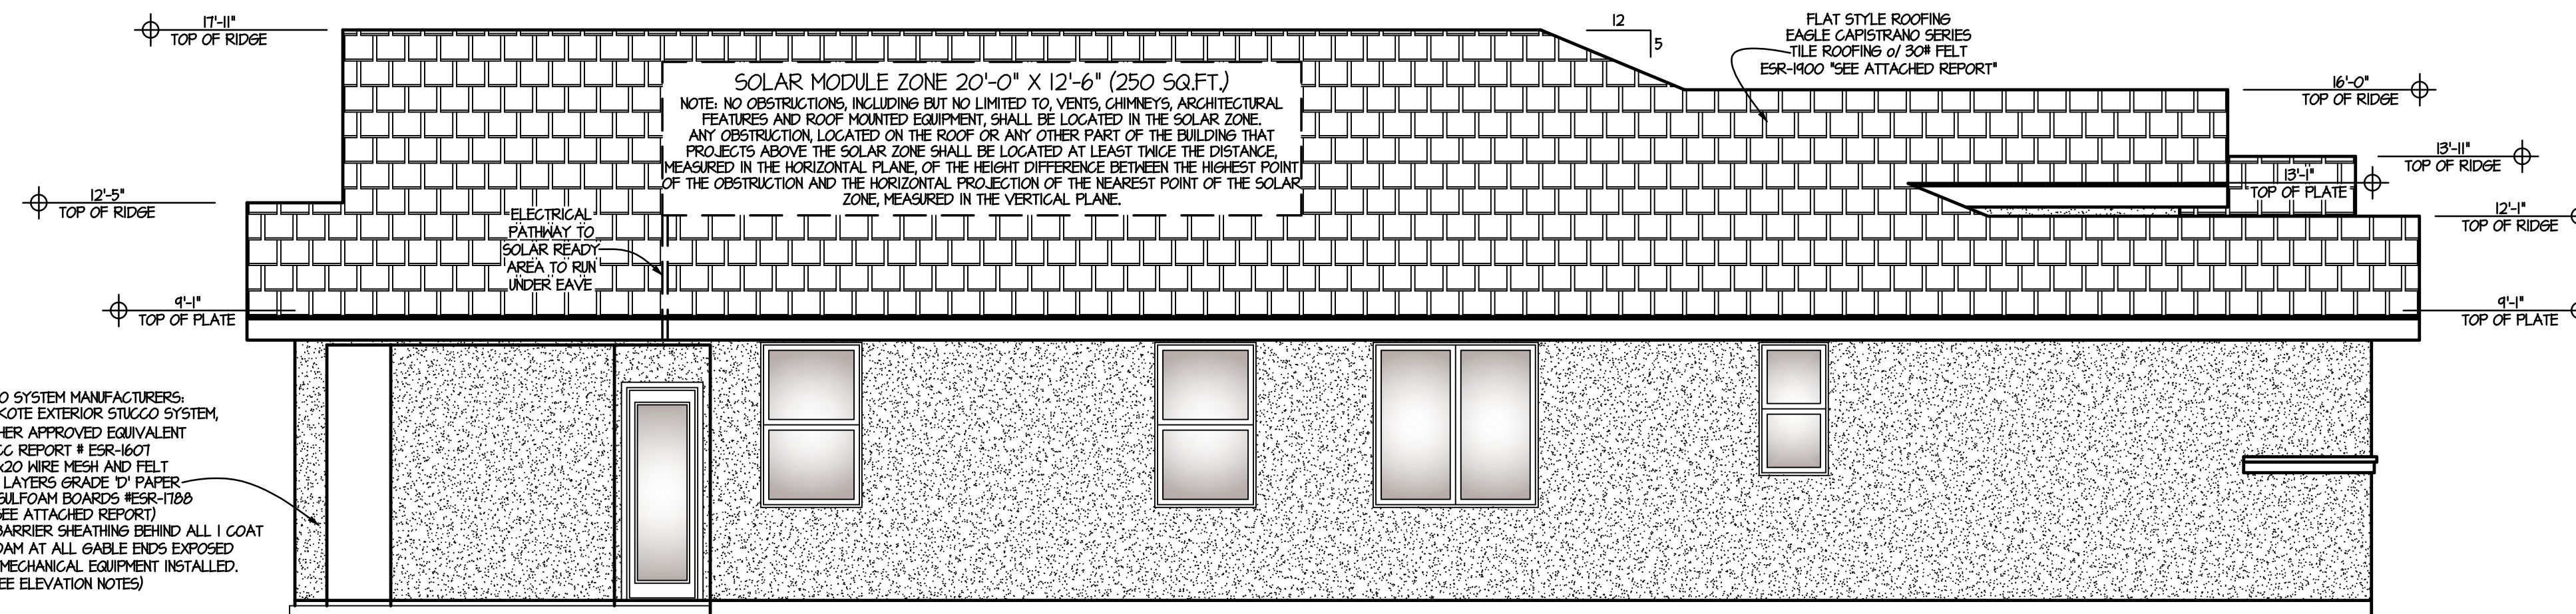 17'-11"
TOP OF RIDGE
12'-5"
TOP OF RIDGE
9'-1"
TOP OF PLATE
SOLAR MODULE ZONE 20'-0" X 12'-6" (250 SQ.FT.)
NOTE: NO OBSTRUCTIONS, INCLUDING BUT NO LIMITED TO, VENTS, CHIMNEYS, ARCHITECTURAL
FEATURES AND ROOF MOUNTED EQUIPMENT, SHALL BE LOCATED IN THE SOLAR ZONE.
ANY OBSTRUCTION, LOCATED ON THE ROOF OR ANY OTHER PART OF THE BUILDING THAT
PROJECTS ABOVE THE SOLAR ZONE SHALL BE LOCATED AT LEAST TWICE THE DISTANCE,
MEASURED IN THE HORIZONTAL PLANE, OF THE HEIGHT DIFFERENCE BETWEEN THE HIGHEST POINT
OF THE OBSTRUCTION AND THE HORIZONTAL PROJECTION OF THE NEAREST POINT OF THE SOLAR
ZONE, MEASURED IN THE VERTICAL PLANE.
ELECTRICAL
PATHWAY TO
SOLAR READY
AREA TO RUN
UNDER EAVE
12
5
FLAT STYLE ROOFING
EAGLE CAPISTRANO SERIES
TILE ROOFING o/ 30# FELT
ESR-1900 "SEE ATTACHED REPORT"
16'-0"
TOP OF RIDGE
13'-11"
TOP OF RIDGE
13'-1"
TOP OF PLATE
12'-1"
TOP OF RIDGE
9'-1"
TOP OF PLATE
O SYSTEM MANUFACTURERS:
KOTE EXTERIOR STUCCO SYSTEM,
HER APPROVED EQUIVALENT
CC REPORT # ESR-1607
x20 WIRE MESH AND FELT
LAYERS GRADE 'D' PAPER
SULFOAM BOARDS #ESR-1788
SEE ATTACHED REPORT)
BARRIER SHEATHING BEHIND ALL 1 COAT
OAM AT ALL GABLE ENDS EXPOSED
MECHANICAL EQUIPMENT INSTALLED.
EE ELEVATION NOTES)